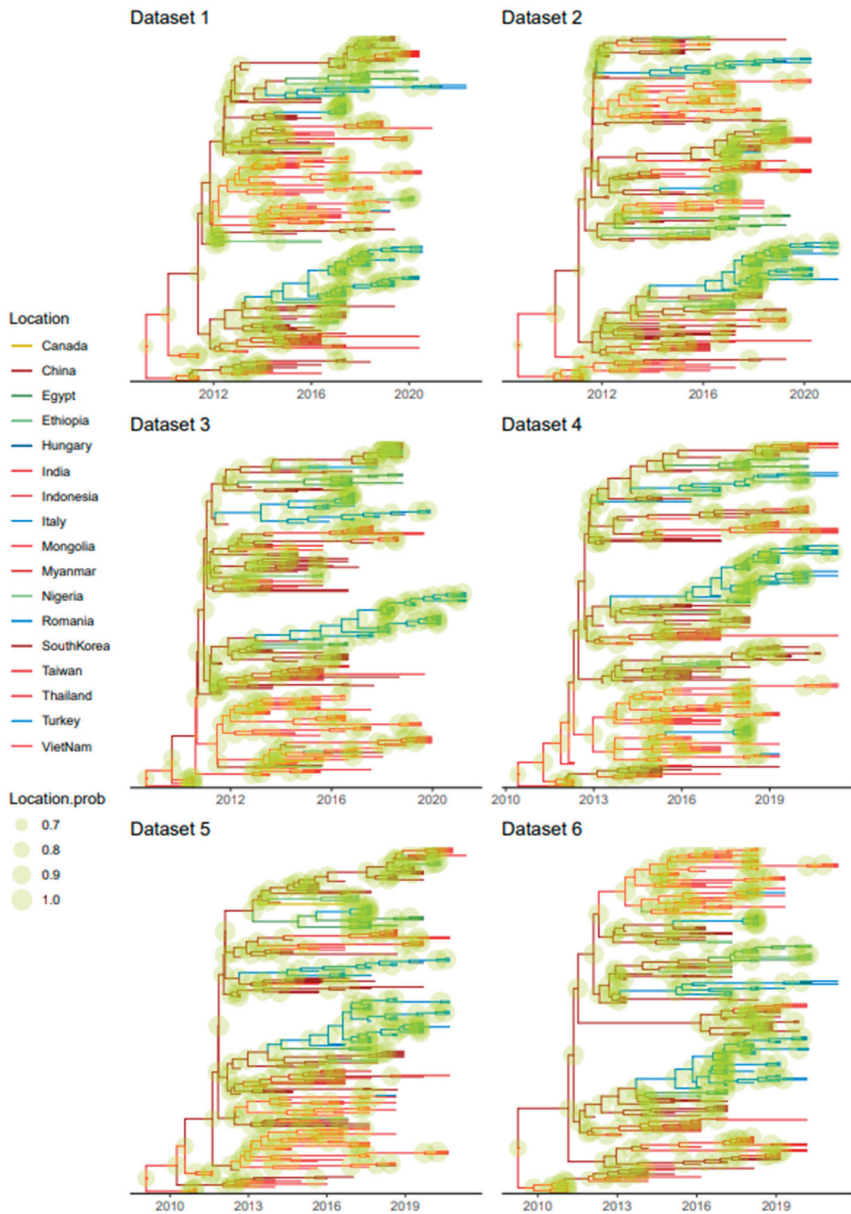 Dataset 1
Dataset 2
2012
2016
2020
2012
2016
2020
Location
Canada
China
Egypt
Ethiopia
Hungary
India
Indonesia
Italy
Mongolia
Myanmar
Nigeria
Romania
SouthKorea
Taiwan
Thailand
Turkey
VietNam
Location.prob
0.7
0.8
0.9
1.0
Dataset 3
Dataset 4
2012
2016
2020
2010
2013
2016
2019
Dataset 5
Dataset 6
2010
2013
2016
2019
2010
2013
2016
2019